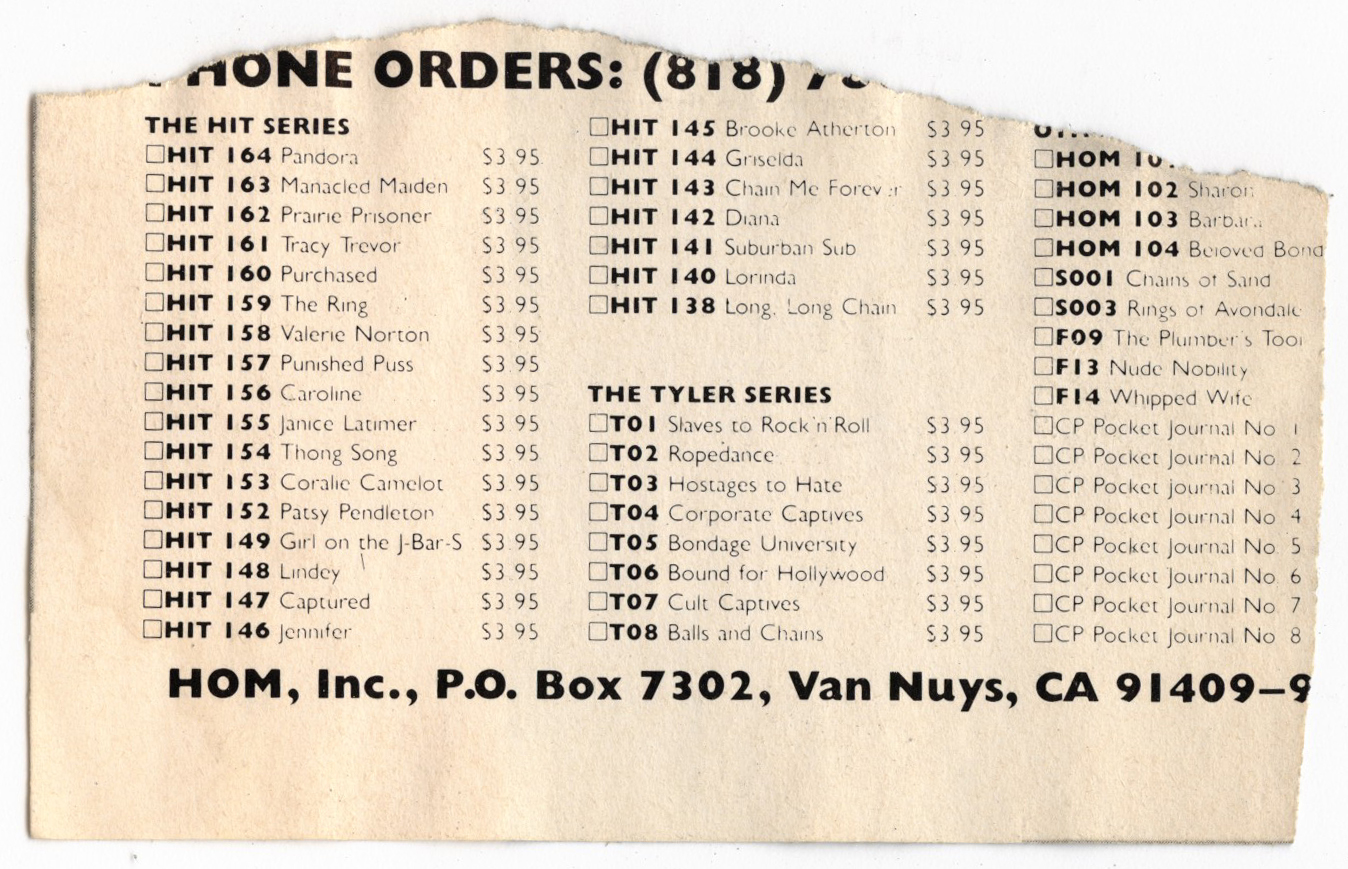 PHONE ORDERS: (818) 78
THE HIT SERIES
HIT 164 Pandora $3.95
HIT 163 Manacled Maiden $3.95
HIT 162 Prairie Prisoner $3.95
HIT 161 Tracy Trevor $3.95
HIT 160 Purchased $3.95
HIT 159 The Ring $3.95
HIT 158 Valerie Norton $3.95
HIT 157 Punished Puss $3.95
HIT 156 Caroline $3.95
HIT 155 Janice Latimer $3.95
HIT 154 Thong Song $3.95
HIT 153 Coralie Camelot $3.95
HIT 152 Patsy Pendleton $3.95
HIT 149 Girl on the J-Bar-S $3.95
HIT 148 Lindey $3.95
HIT 147 Captured $3.95
HIT 146 Jennifer $3.95
HIT 145 Brooke Atherton $3.95
HIT 144 Griselda $3.95
HIT 143 Chain Me Forever $3.95
HIT 142 Diana $3.95
HIT 141 Suburban Sub $3.95
HIT 140 Lorinda $3.95
HIT 138 Long, Long Chain $3.95
THE TYLER SERIES
T01 Slaves to Rock'n'Roll $3.95
T02 Ropedance $3.95
T03 Hostages to Hate $3.95
T04 Corporate Captives $3.95
T05 Bondage University $3.95
T06 Bound for Hollywood $3.95
T07 Cult Captives $3.95
T08 Balls and Chains $3.95
HOM 101
HOM 102 Sharon
HOM 103 Barbara
HOM 104 Beloved Bond
S001 Chains of Sand
S003 Rings of Avondale
F09 The Plumber's Tool
F13 Nude Nobility
F14 Whipped Wife
CP Pocket Journal No. 1
CP Pocket Journal No. 2
CP Pocket Journal No. 3
CP Pocket Journal No. 4
CP Pocket Journal No. 5
CP Pocket Journal No. 6
CP Pocket Journal No. 7
CP Pocket Journal No. 8
HOM, Inc., P.O. Box 7302, Van Nuys, CA 91409–9